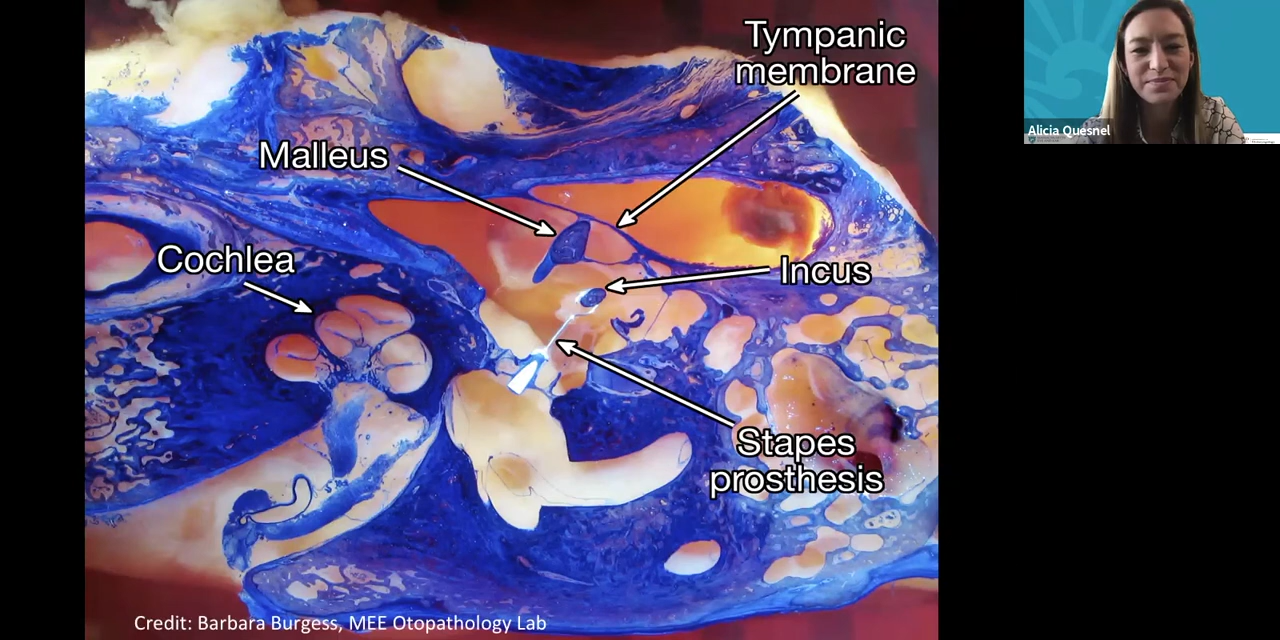 Tympanic
membrane
Malleus
Cochlea
Incus
Stapes
prosthesis
Credit: Barbara Burgess, MEE Otopathology Lab
Alicia Quesnel